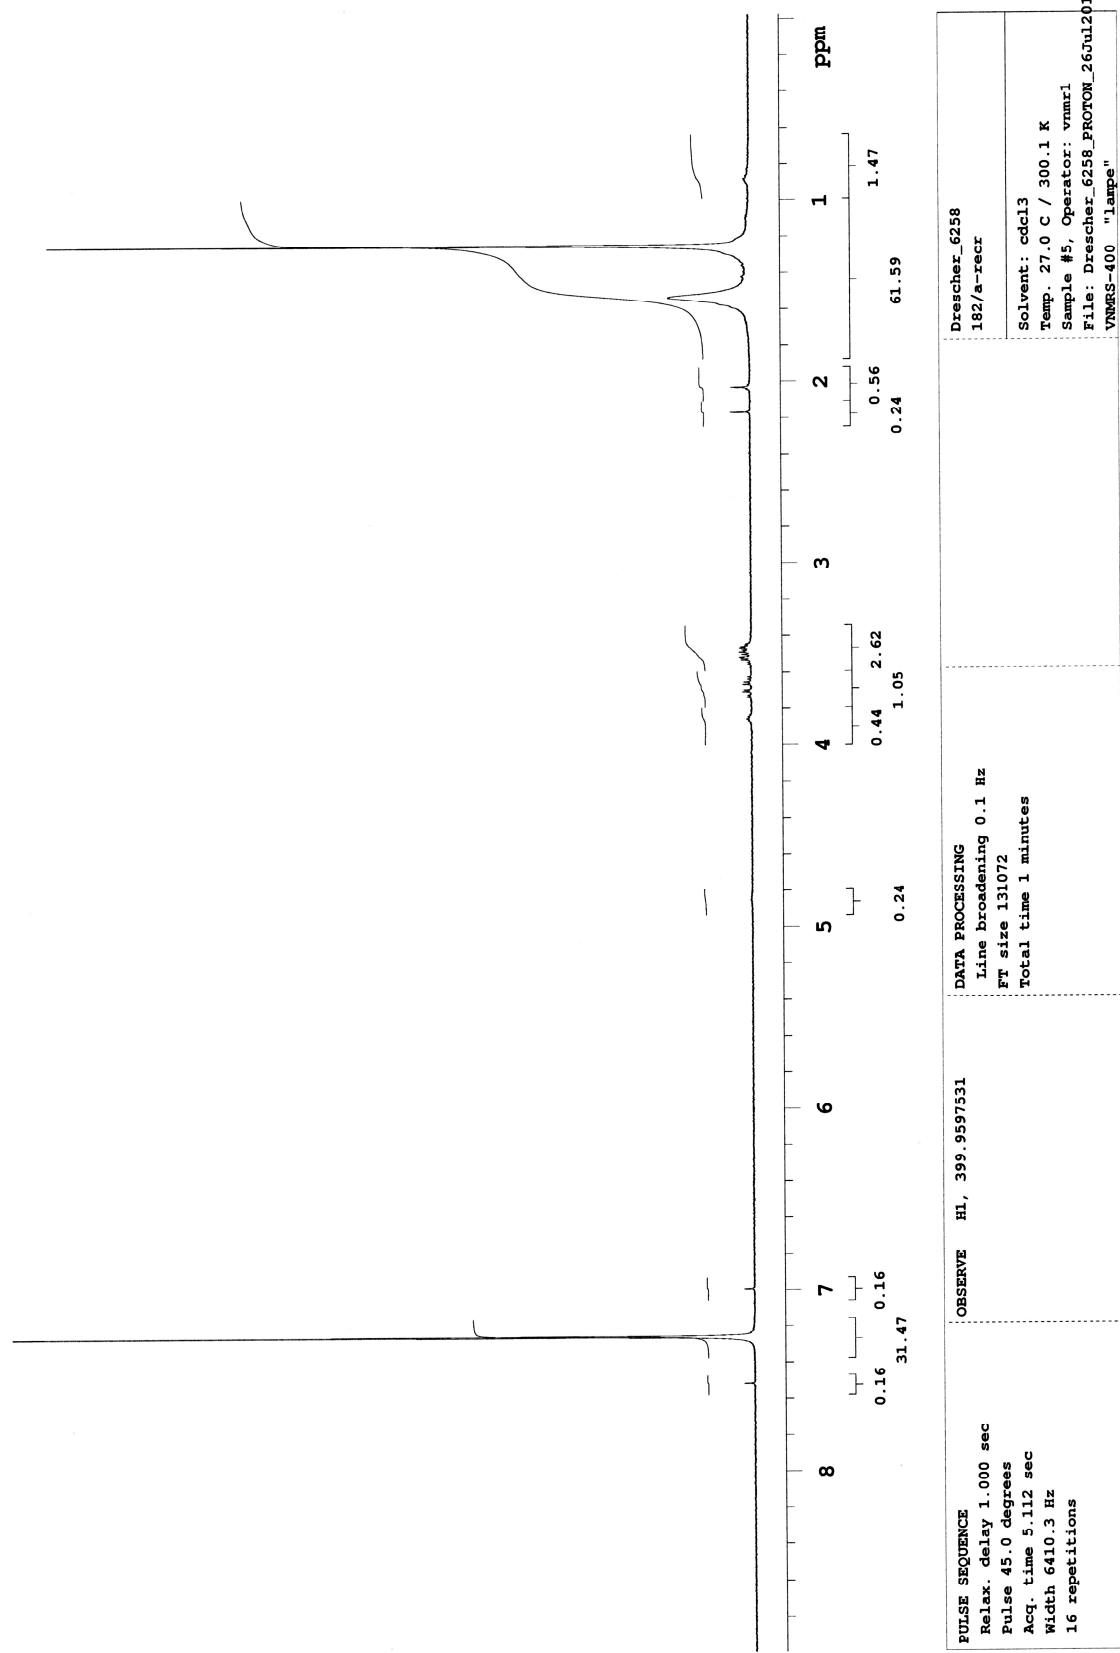 8 7 6 5 4 3 2 1 ppm
0.16 0.16 0.44 2.62 0.56 1.47
31.47 0.24 1.05 0.24 61.59
PULSE SEQUENCE
Relax. delay 1.000 sec
Pulse 45.0 degrees
Acq. time 5.112 sec
Width 6410.3 Hz
16 repetitions
OBSERVE H1, 399.9597531
DATA PROCESSING
Line broadening 0.1 Hz
FT size 131072
Total time 1 minutes
Drescher_6258
182/a-recr
Solvent: cdcl3
Temp. 27.0 C / 300.1 K
Sample #5, Operator: vnmr1
File: Drescher_6258_PROTON_26Jul201
VNMRS-400 "lampe"